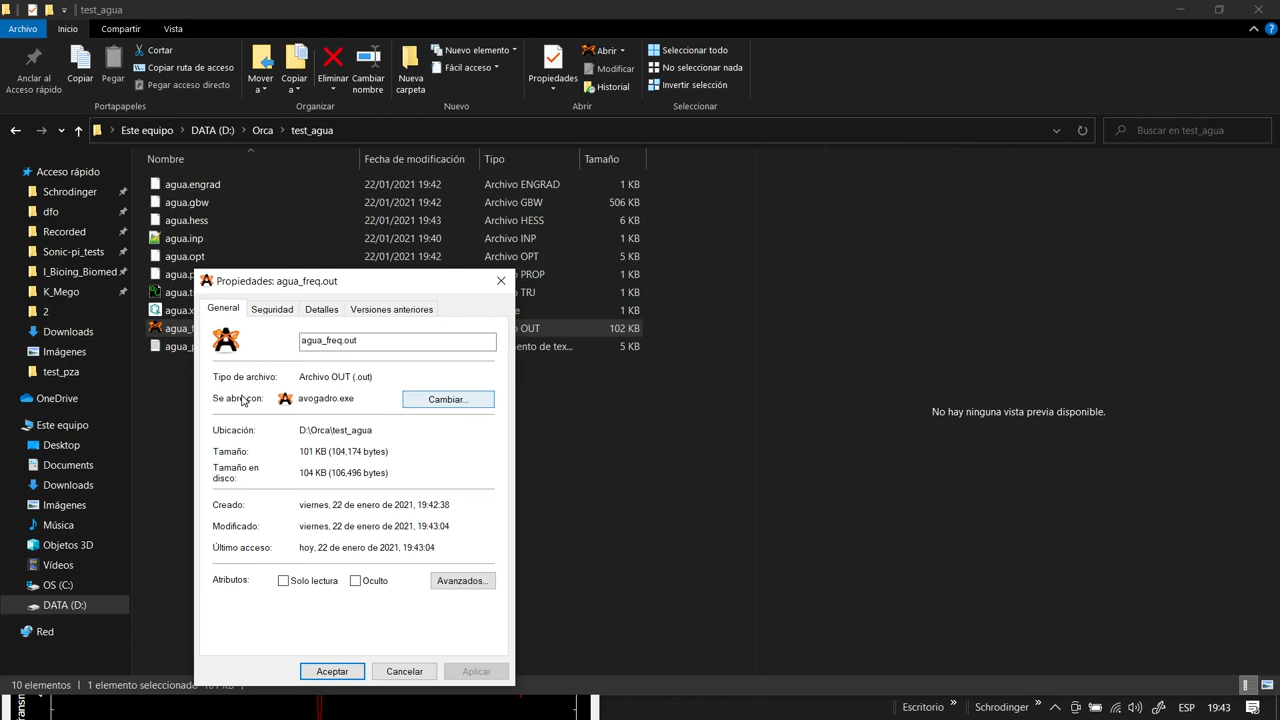 test_agua
Archivo Inicio Compartir Vista
Anclar al
Acceso rápido
Copiar
Pegar
Cortar
Copiar ruta de acceso
Pegar acceso directo
Portapapeles
Mover
a
Copiar
a
Eliminar
Cambiar
nombre
Organizar
Nueva
carpeta
Nuevo elemento
Fácil acceso
Nuevo
Propiedades
Abrir
Modificar
Historial
Abrir
Seleccionar todo
No seleccionar nada
Invertir selección
Seleccionar
Este equipo DATA (D:) Orca test_agua
Buscar en test_agua
Acceso rápido
Schrodinger
dfo
Recorded
Sonic-pi_tests
I_Bioing_Biomed
K_Mego
2
Downloads
Imágenes
test_pza
OneDrive
Este equipo
Desktop
Documents
Imágenes
Música
Objetos 3D
Vídeos
OS (C:)
DATA (D:)
Red
Nombre Fecha de modificación Tipo Tamaño
agua.engrad 22/01/2021 19:42 Archivo ENGRAD 1 KB
agua.gbw 22/01/2021 19:42 Archivo GBW 506 KB
agua.hess 22/01/2021 19:43 Archivo HESS 6 KB
agua.inp 22/01/2021 19:40 Archivo INP 1 KB
agua.opt 22/01/2021 19:42 Archivo OPT 5 KB
PROP 1 KB
TRJ 1 KB
1 KB
OUT 102 KB
5 KB
Propiedades: agua_freq.out
General Seguridad Detalles Versiones anteriores
agua_freq.out
Tipo de archivo: Archivo OUT (.out)
Se abre con: avogadro.exe Cambiar...
Ubicación: D:\Orca\test_agua
Tamaño: 101 KB (104,174 bytes)
Tamaño en
disco: 104 KB (106,496 bytes)
Creado: viernes, 22 de enero de 2021, 19:42:38
Modificado: viernes, 22 de enero de 2021, 19:43:04
Último acceso: hoy, 22 de enero de 2021, 19:43:04
Atributos: Solo lectura Oculto Avanzados...
Aceptar Cancelar Aplicar
No hay ninguna vista previa disponible.
10 elementos 1 elemento seleccionado
Escritorio » Schrodinger » ESP 19:43